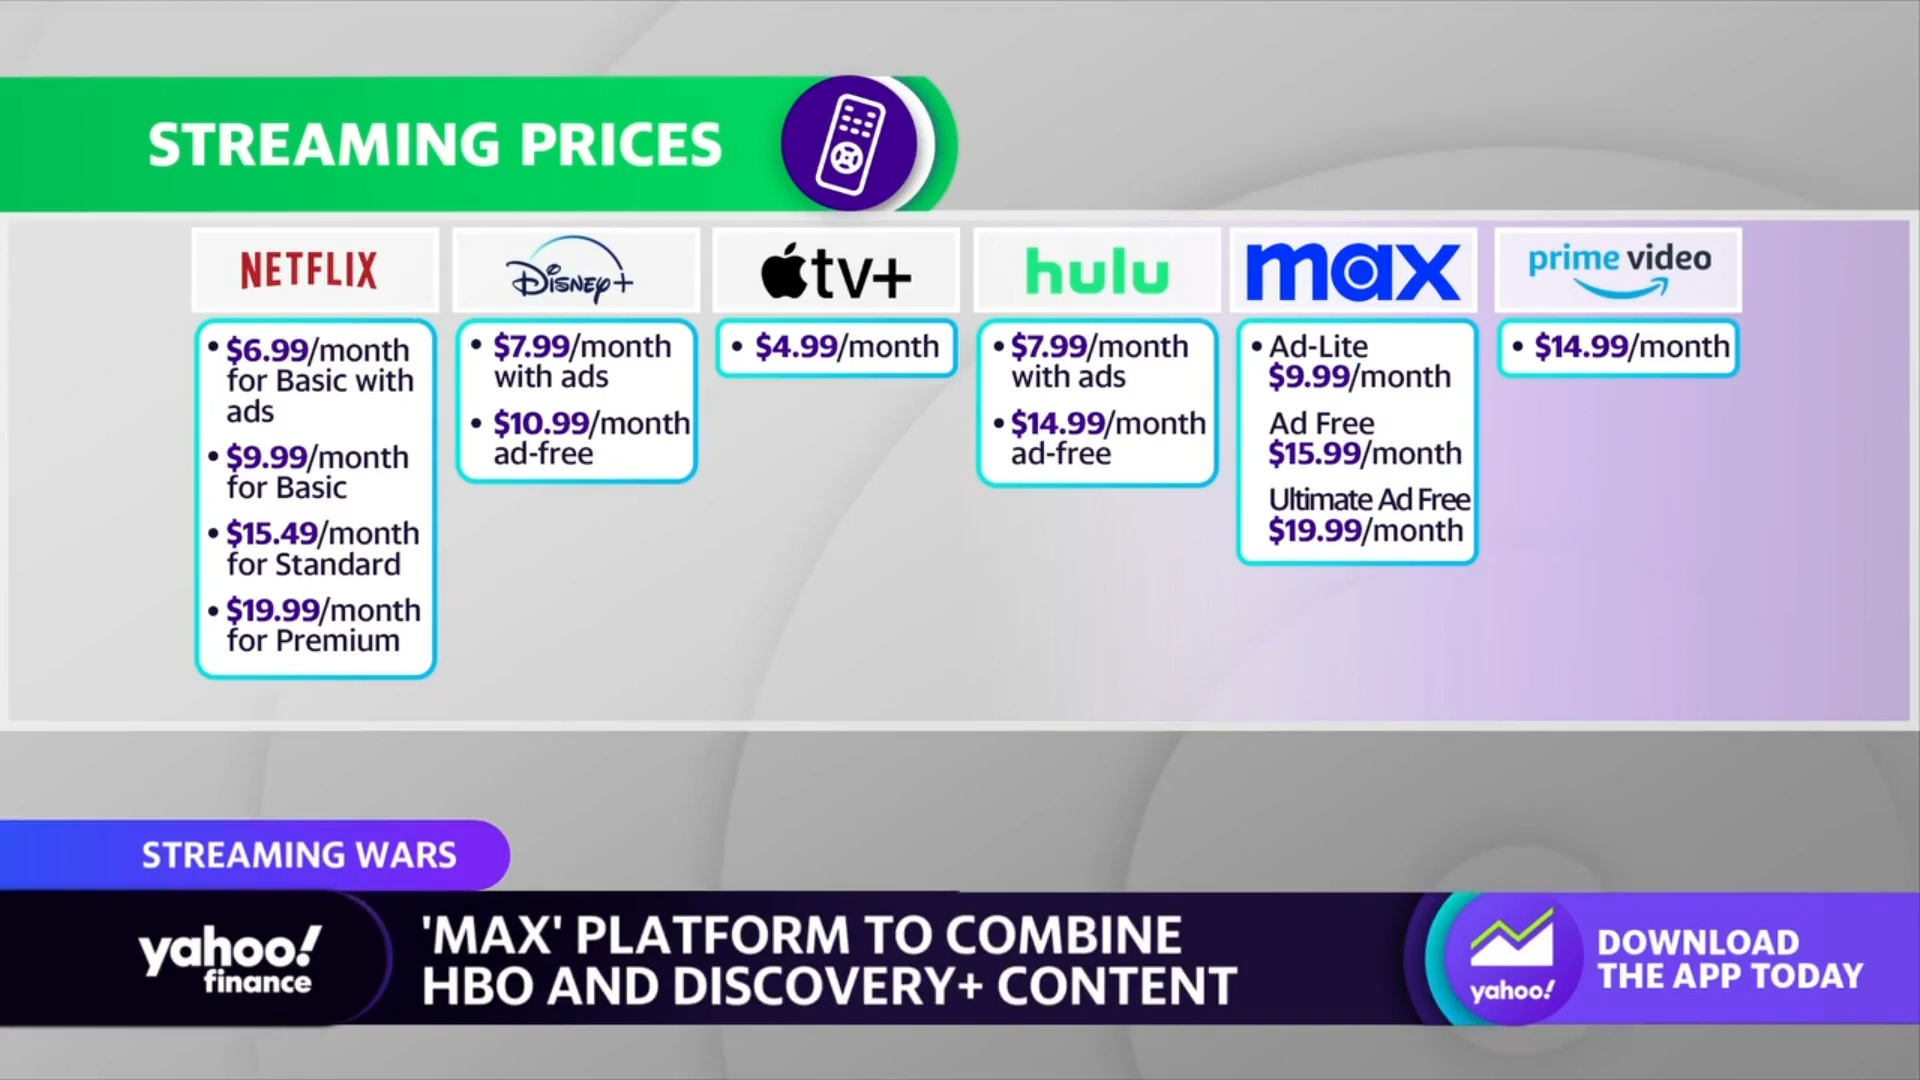 STREAMING PRICES
NETFLIX
• $6.99/month
for Basic with
ads
• $9.99/month
for Basic
• $15.49/month
for Standard
• $19.99/month
for Premium
Disney+
• $7.99/month
with ads
• $10.99/month
ad-free
tv+
• $4.99/month
hulu
• $7.99/month
with ads
• $14.99/month
ad-free
max
• Ad-Lite
$9.99/month
Ad Free
$15.99/month
Ultimate Ad Free
$19.99/month
prime video
• $14.99/month
STREAMING WARS
yahoo!
finance
'MAX' PLATFORM TO COMBINE
HBO AND DISCOVERY+ CONTENT
yahoo!
DOWNLOAD
THE APP TODAY